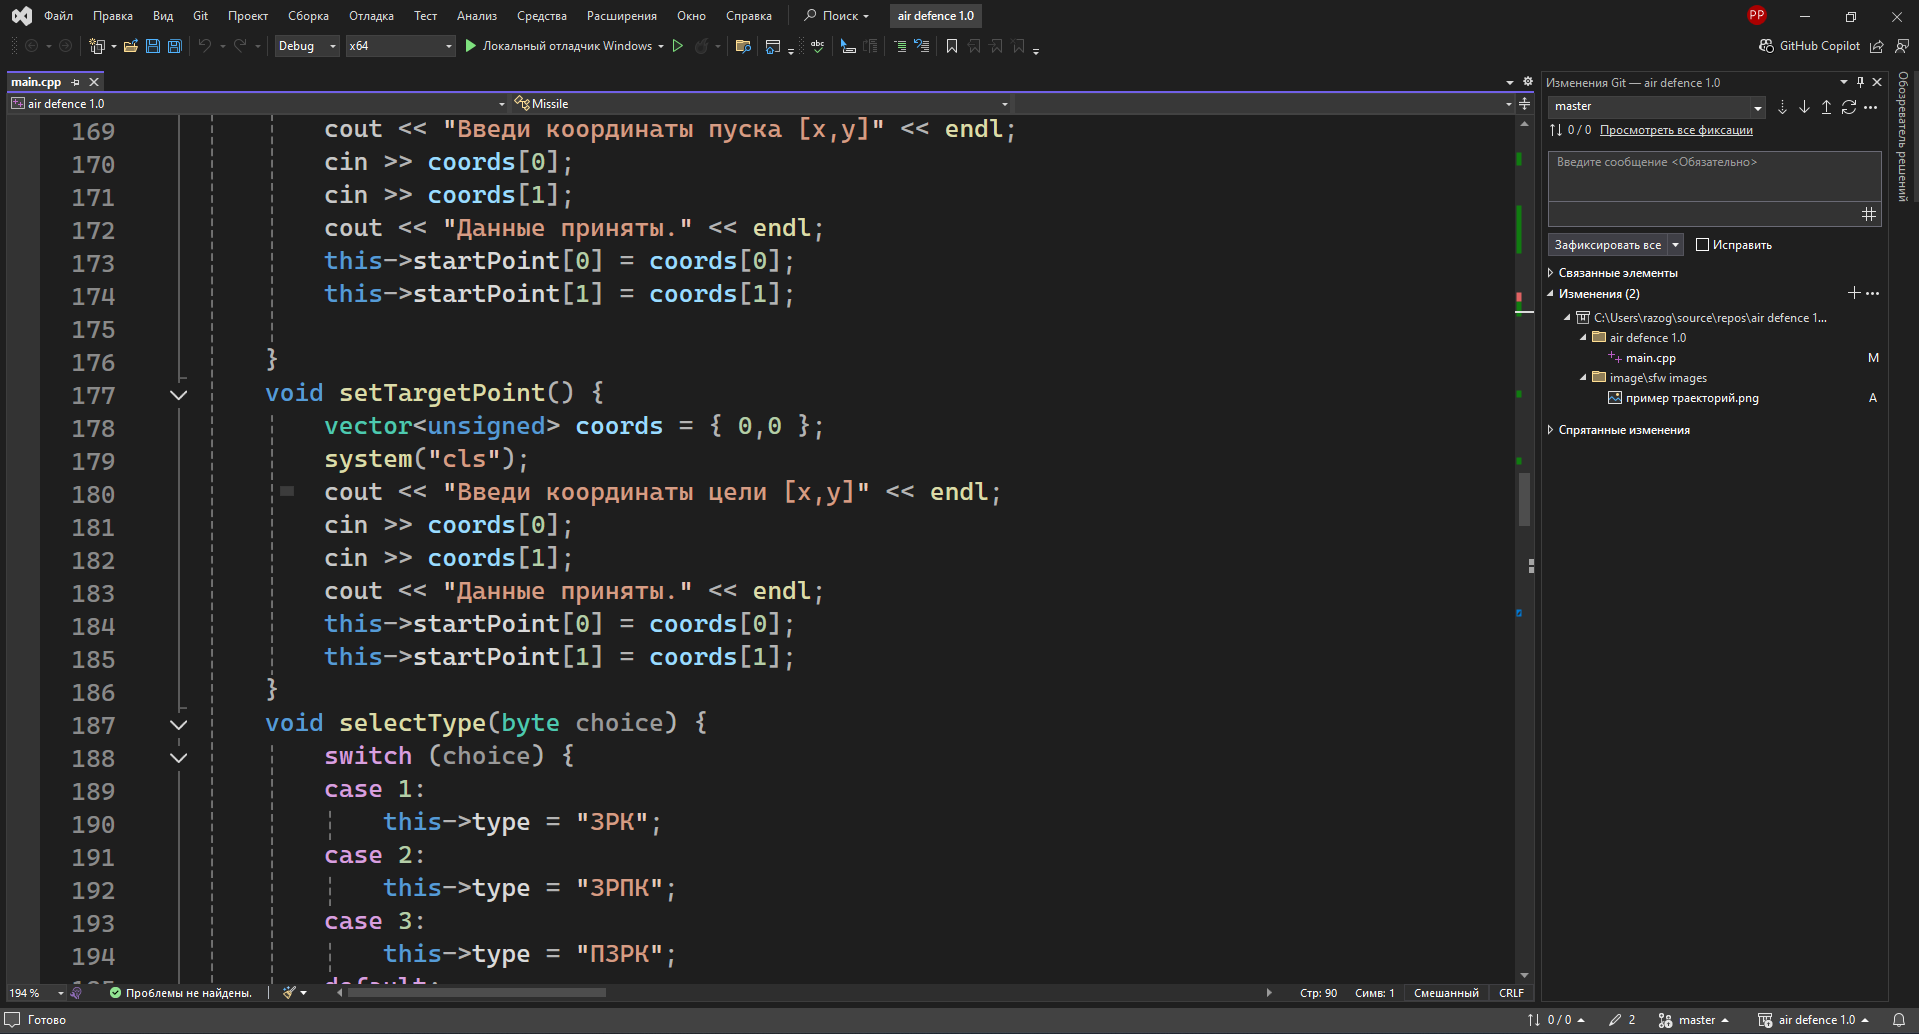 Файл Правка Вид Git Проект Сборка Отладка Тест Анализ Средства Расширения Окно Справка Поиск air defence 1.0 PP
Debug x64 Локальный отладчик Windows abc GitHub Copilot
main.cpp
air defence 1.0 Missile
169 cout << "Введи координаты пуска [x,y]" << endl;
170 cin >> coords[0];
171 cin >> coords[1];
172 cout << "Данные приняты." << endl;
173 this->startPoint[0] = coords[0];
174 this->startPoint[1] = coords[1];
175
176 }
177 void setTargetPoint() {
178 vector<unsigned> coords = { 0,0 };
179 system("cls");
180 cout << "Введи координаты цели [x,y]" << endl;
181 cin >> coords[0];
182 cin >> coords[1];
183 cout << "Данные приняты." << endl;
184 this->startPoint[0] = coords[0];
185 this->startPoint[1] = coords[1];
186 }
187 void selectType(byte choice) {
188 switch (choice) {
189 case 1:
190 this->type = "ЗРК";
191 case 2:
192 this->type = "ЗРПК";
193 case 3:
194 this->type = "ПЗРК";
195 default:
194 % Проблемы не найдены. Стр: 90 Симв: 1 Смешанный CRLF
Изменения Git — air defence 1.0
master
0 / 0 Просмотреть все фиксации
Введите сообщение <Обязательно>
Зафиксировать все Исправить
Связанные элементы
Изменения (2)
C:\Users\razog\source\repos\air defence 1...
air defence 1.0
main.cpp M
image\sfw images
пример траекторий.png A
Спрятанные изменения
Обозреватель решений
Готово 0 / 0 2 master air defence 1.0